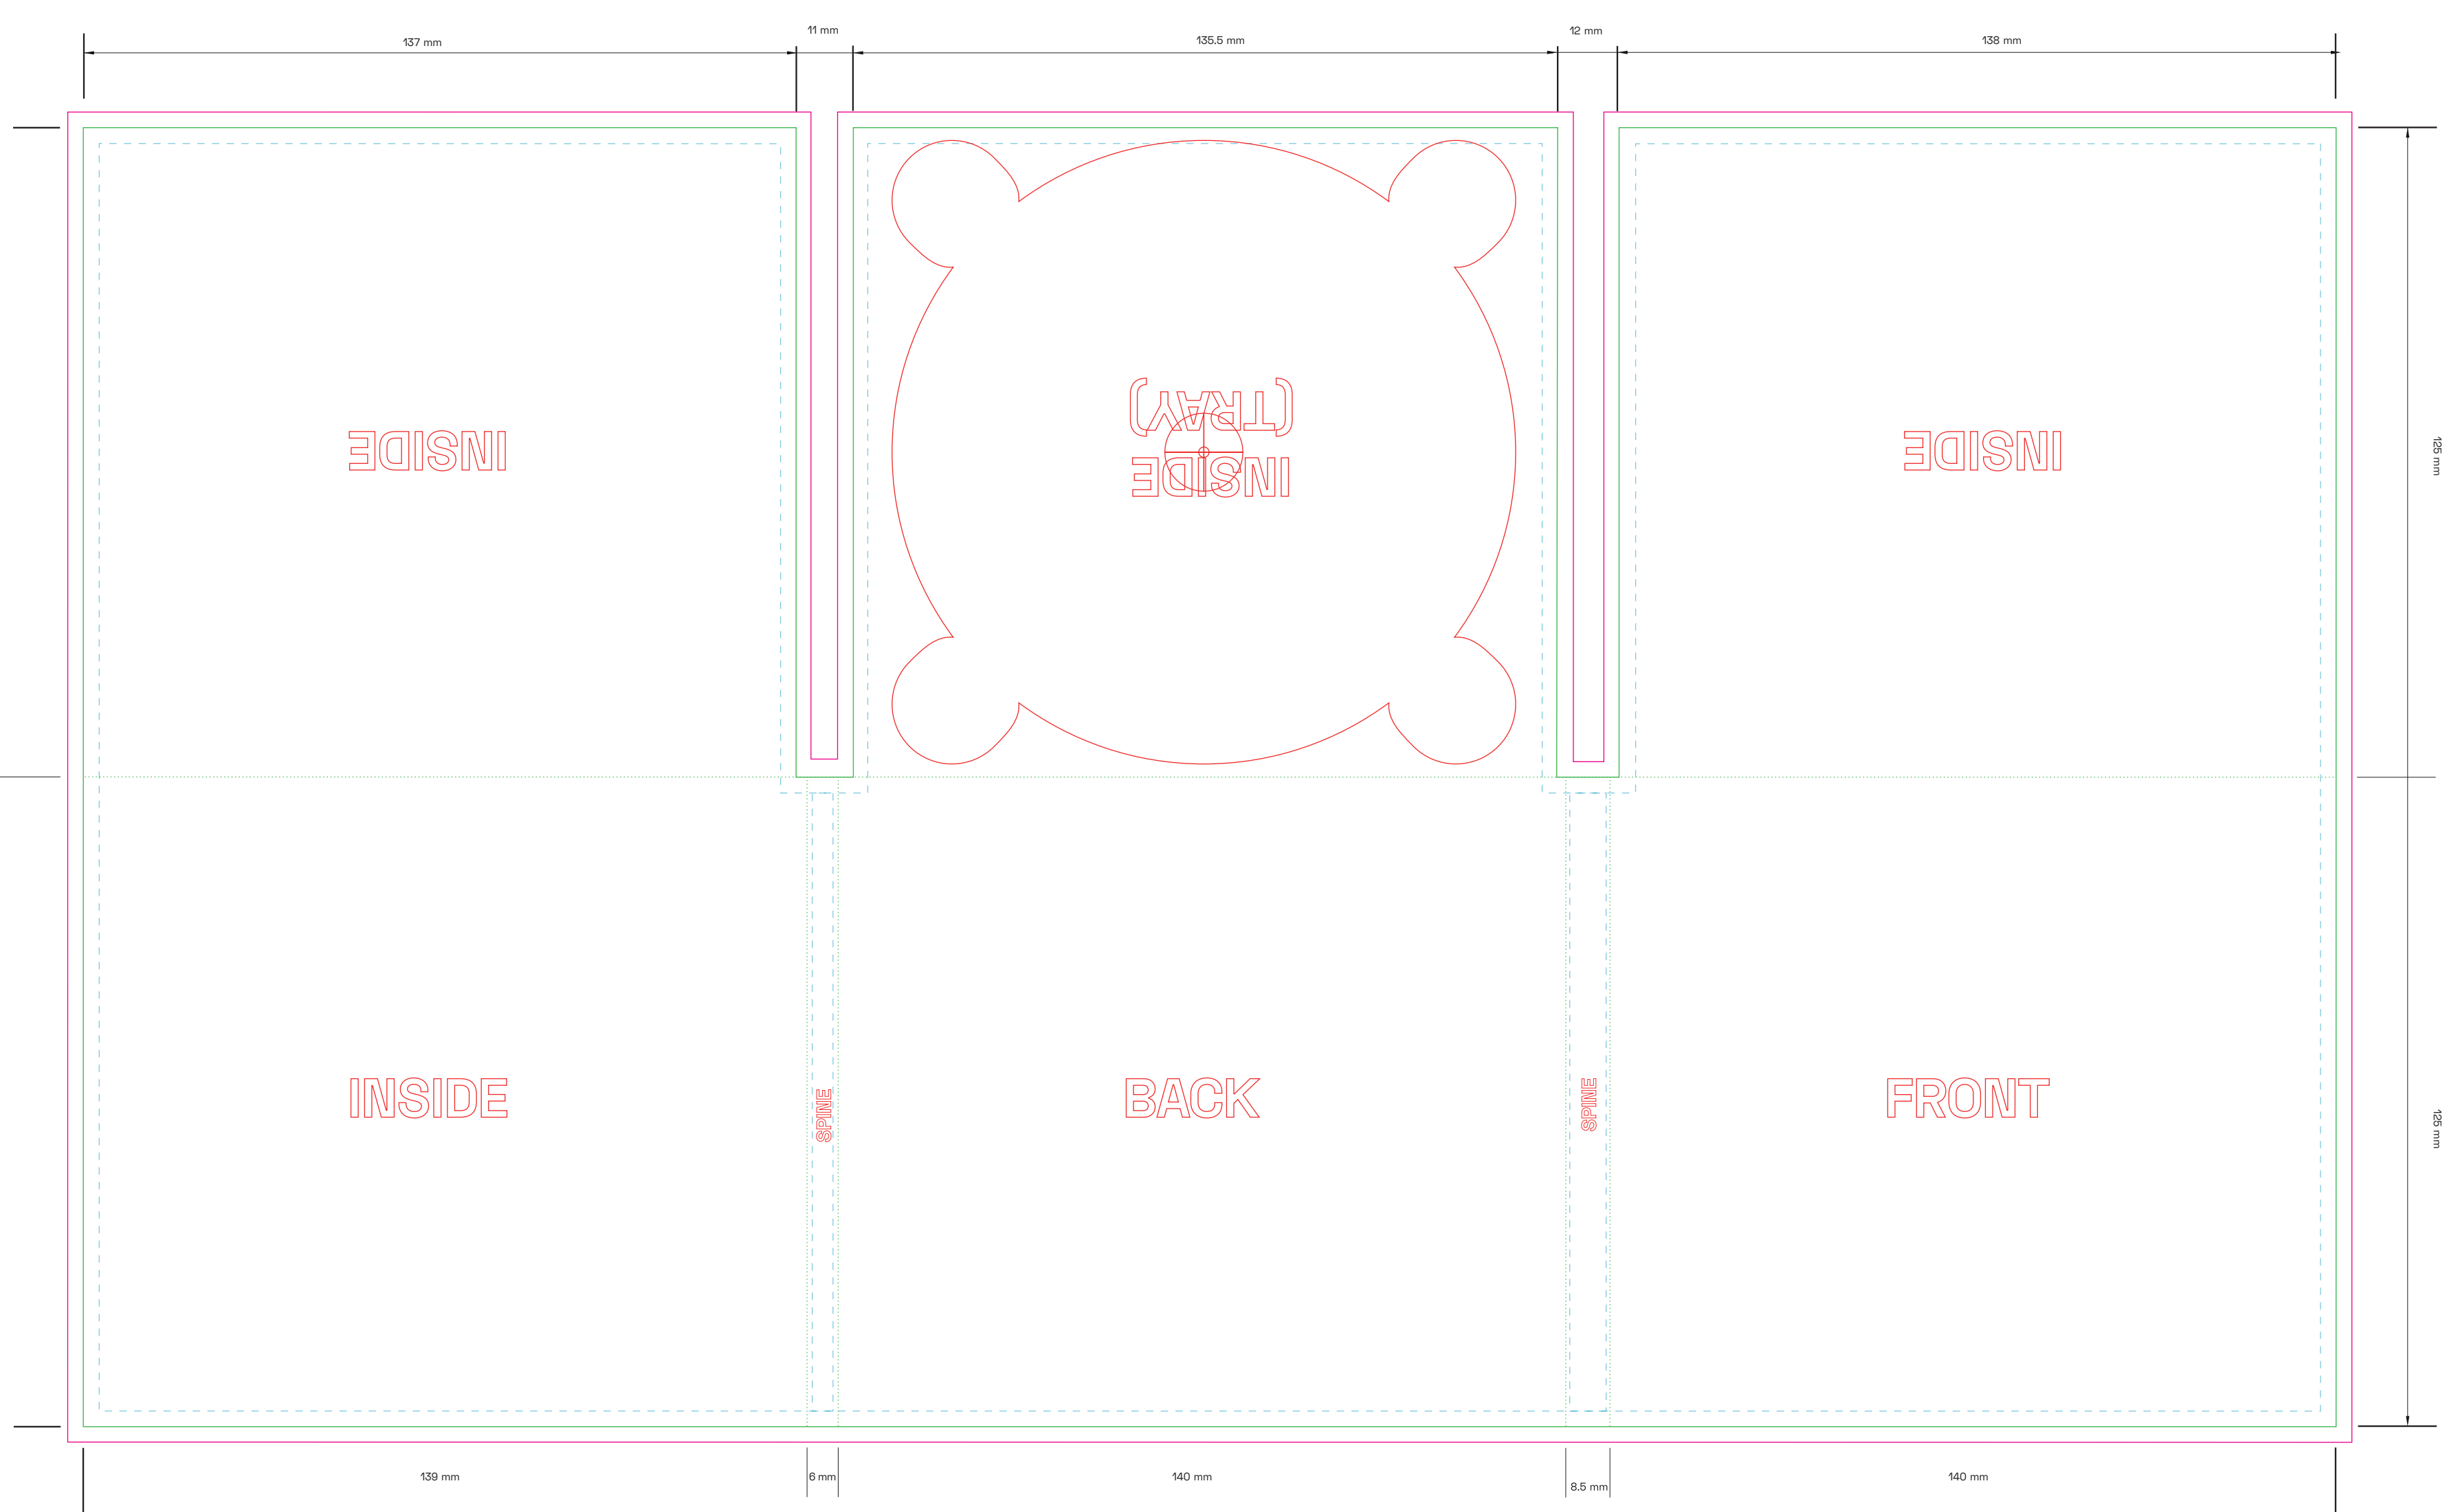 137 mm
11 mm
135.5 mm
12 mm
138 mm
INSIDE
INSIDE
(TRAY)
INSIDE
125 mm
INSIDE
SPINE
BACK
SPINE
FRONT
125 mm
139 mm
6 mm
140 mm
8.5 mm
140 mm